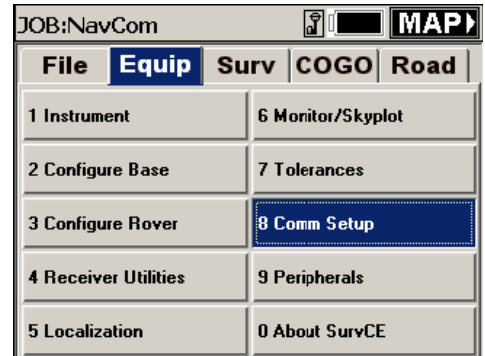 JOB:NavCom MAP
File Equip Surv COGO Road
1 Instrument 6 Monitor/Skyplot
2 Configure Base 7 Tolerances
3 Configure Rover 8 Comm Setup
4 Receiver Utilities 9 Peripherals
5 Localization 0 About SurvCE